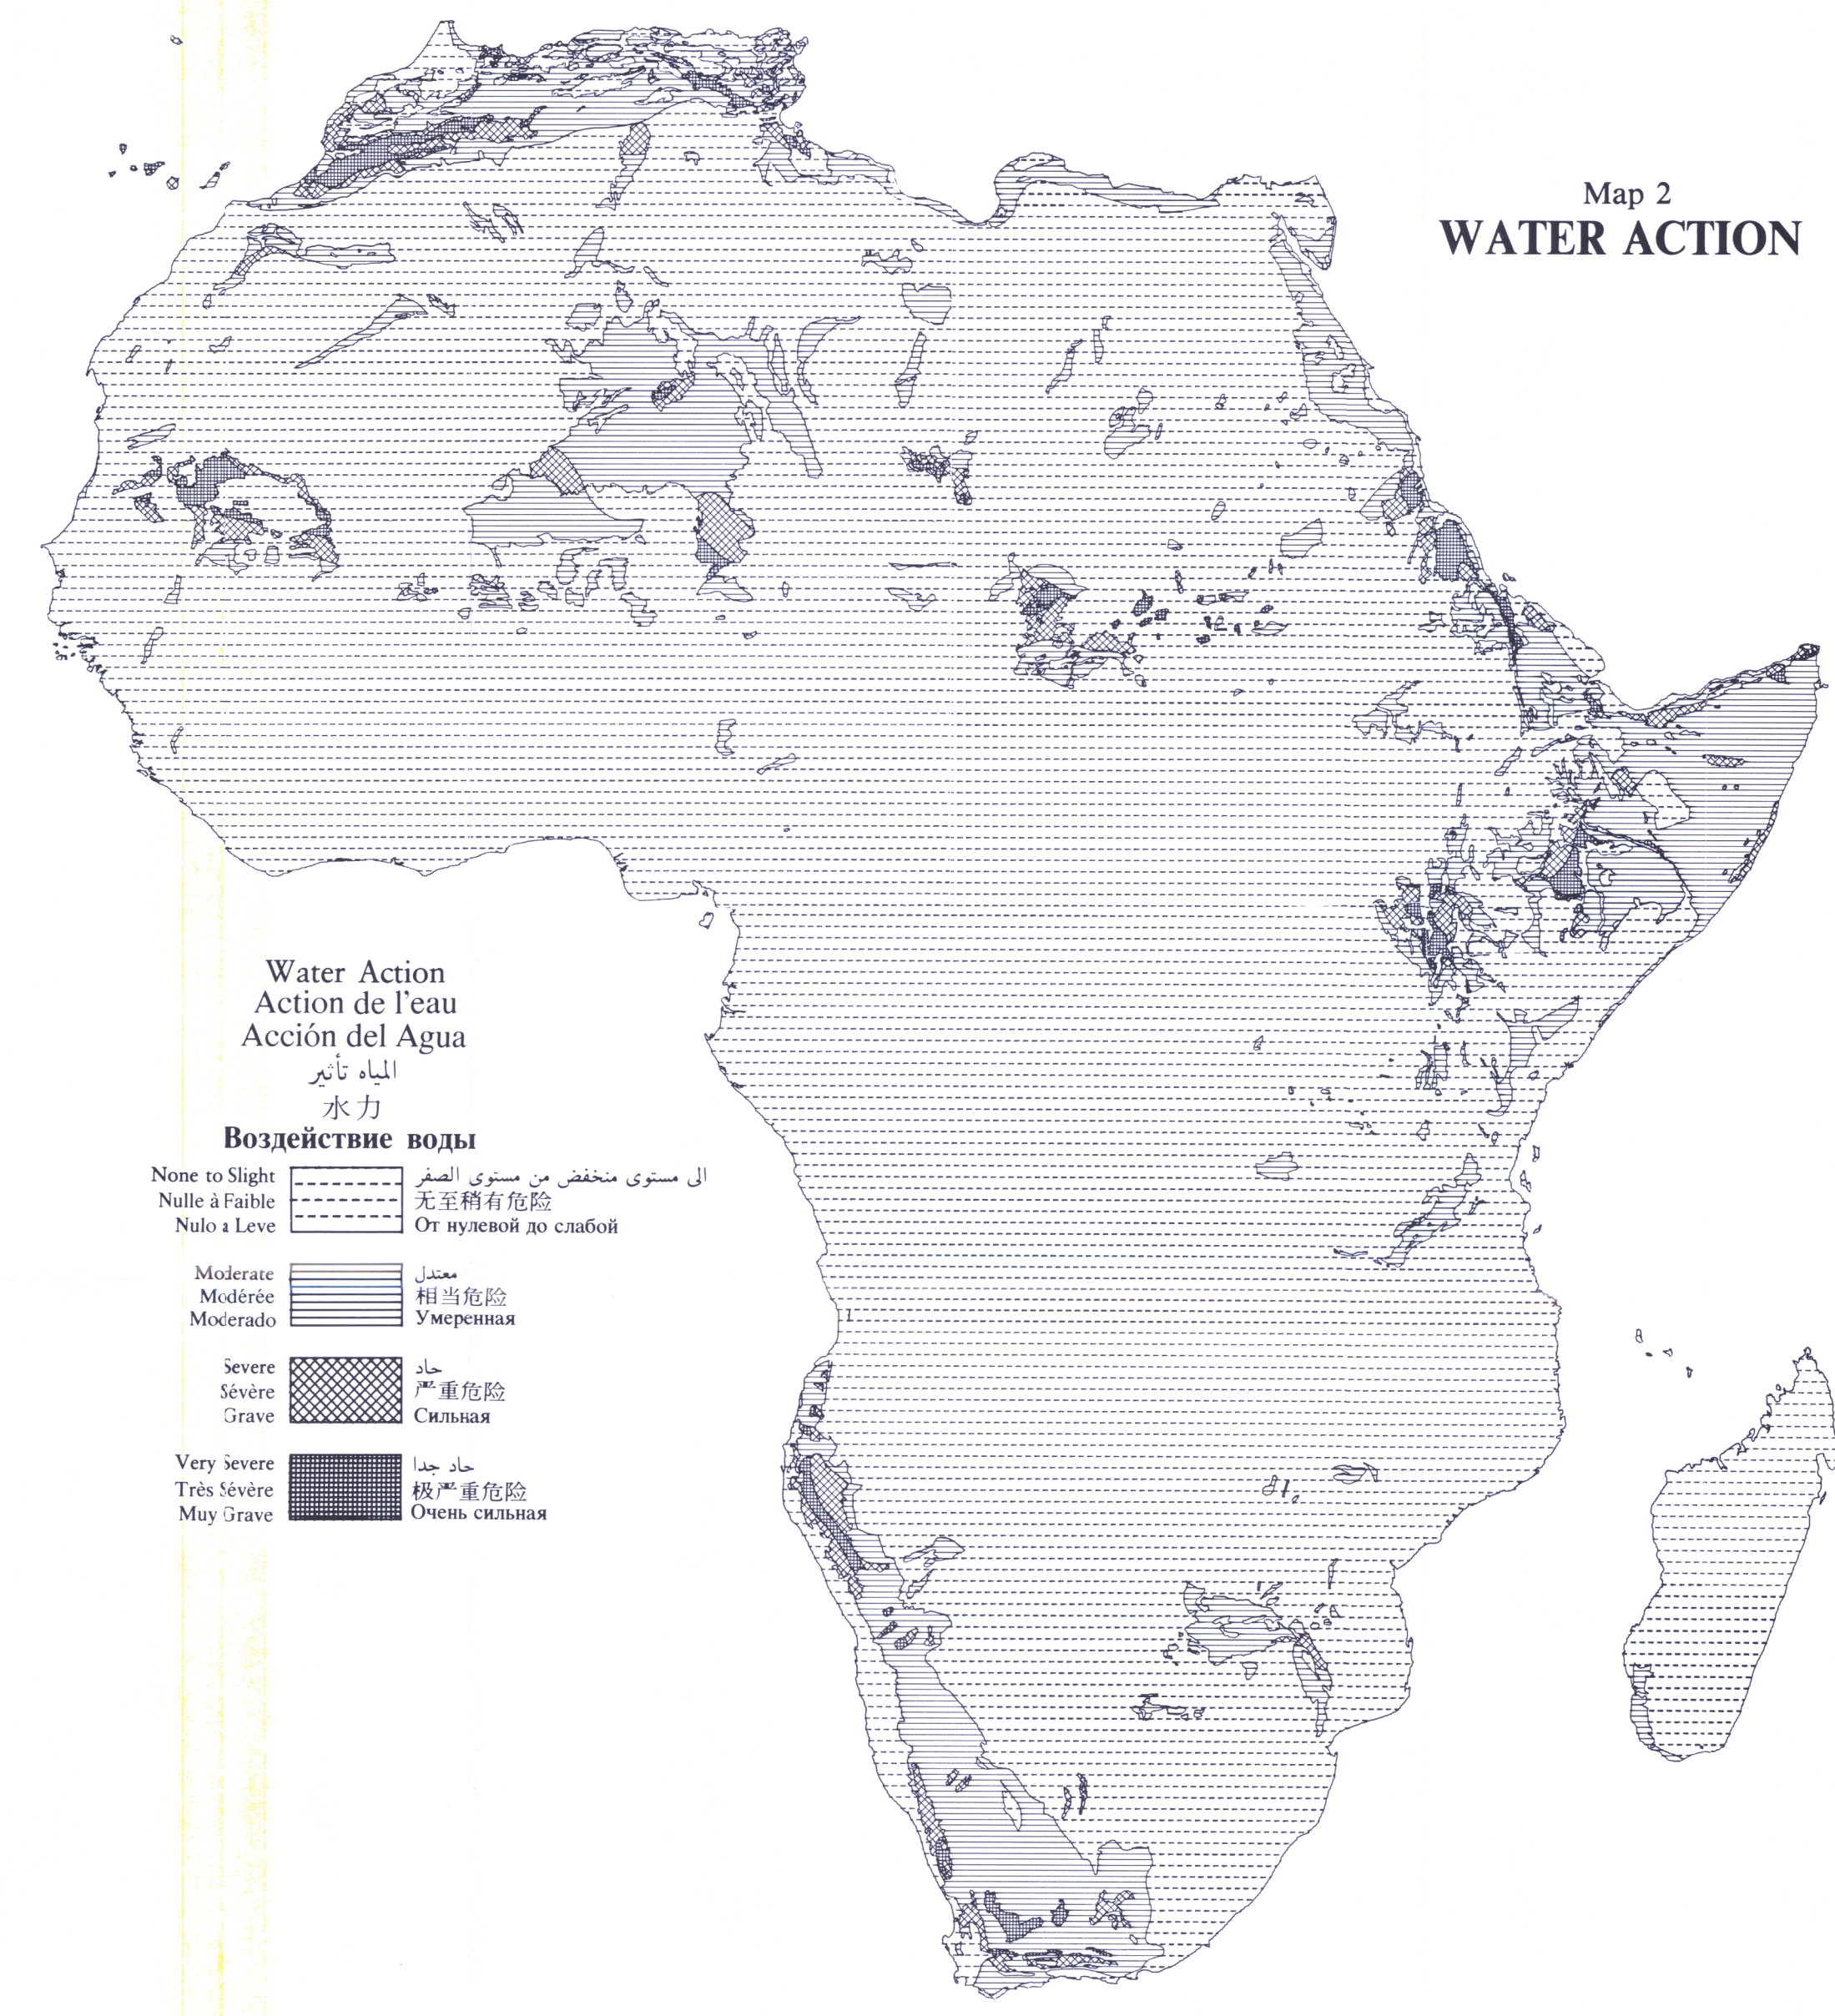 Map 2
WATER ACTION
Water Action
Action de l'eau
Acción del Agua
المياه تأثير
水力
Воздействие воды
None to Slight
الى مستوى منخفض من مستوى الصفر
Nulle à Faible
无至稍有危险
Nulo a Leve
От нулевой до слабой
Moderate
معتدل
Modérée
相当危险
Moderado
Умеренная
Severe
حاد
Sévère
严重危险
Grave
Сильная
Very Severe
حاد جدا
Très Sévère
极严重危险
Muy Grave
Очень сильная